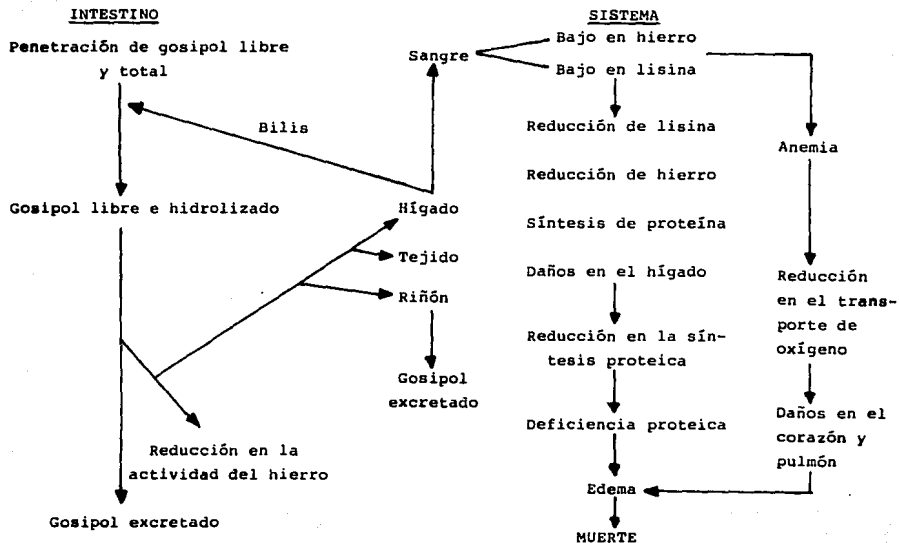 INTESTINO
Penetración de gosipol libre
y total
Bilis
Gosipol libre e hidrolizado
Reducción en la
actividad del hierro
Gosipol excretado
Sangre
Hígado
Tejido
Riñón
Gosipol
excretado
SISTEMA
Bajo en hierro
Bajo en lisina
Reducción de lisina
Reducción de hierro
Síntesis de proteína
Daños en el hígado
Reducción en la sín-
tesis proteica
Deficiencia proteica
Edema
MUERTE
Anemia
Reducción
en el trans-
porte de
oxígeno
Daños en el
corazón y
pulmón